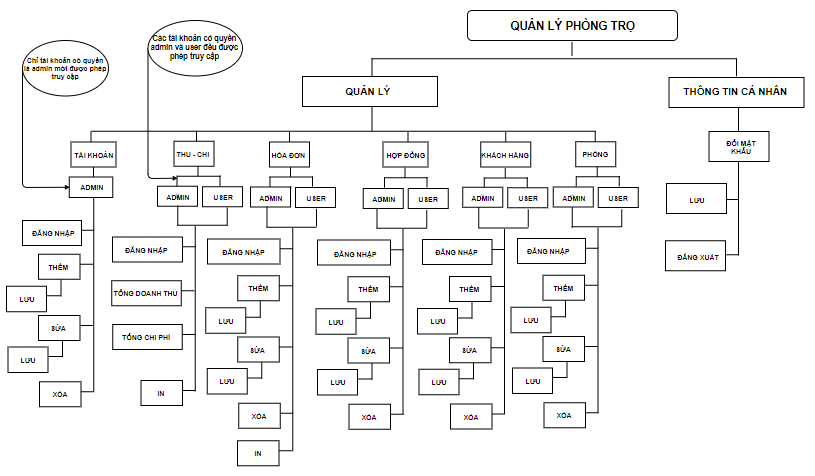 QUẢN LÝ PHÒNG TRỌ
Các tài khoản có quyền
admin và user đều được
phép truy cập
Chỉ tài khoản có quyền
là admin mới được phép
truy cập
QUẢN LÝ
THÔNG TIN CÁ NHÂN
TÀI KHOẢN
THU - CHI
HÓA ĐƠN
HỢP ĐỒNG
KHÁCH HÀNG
PHÒNG
ĐỔI MẬT
KHẨU
ADMIN
ADMIN
USER
ADMIN
USER
ADMIN
USER
ADMIN
USER
ADMIN
USER
LƯU
ĐĂNG XUẤT
ĐĂNG NHẬP
THÊM
LƯU
SỬA
LƯU
XÓA
ĐĂNG NHẬP
TỔNG DOANH THU
TỔNG CHI PHÍ
IN
ĐĂNG NHẬP
THÊM
LƯU
SỬA
LƯU
XÓA
IN
ĐĂNG NHẬP
THÊM
LƯU
SỬA
LƯU
XÓA
ĐĂNG NHẬP
THÊM
LƯU
SỬA
LƯU
XÓA
ĐĂNG NHẬP
THÊM
LƯU
SỬA
LƯU
XÓA